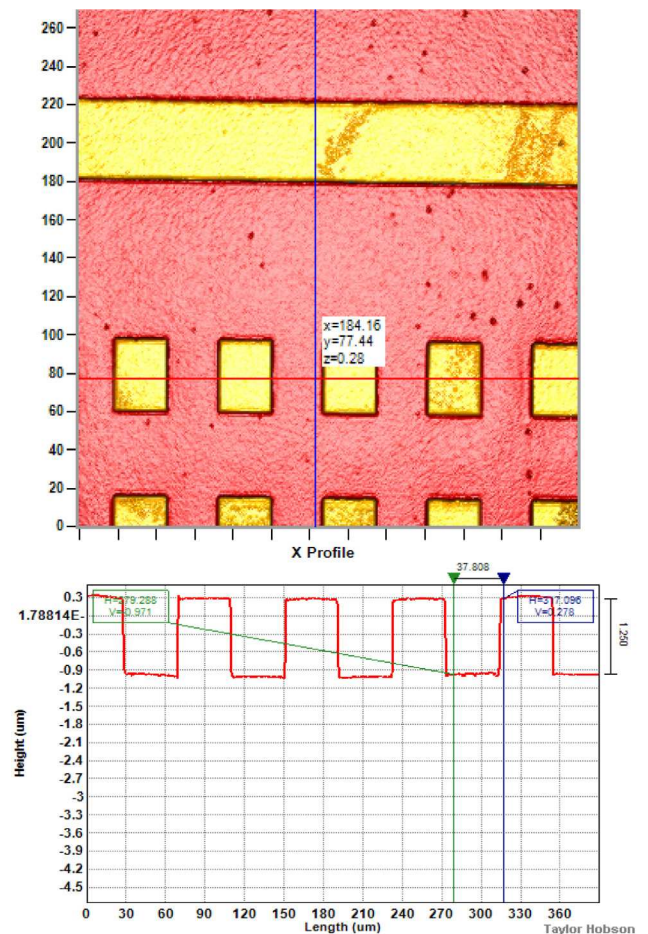 260
240
220
200
180
160
140
120
100
80
60
40
20
0
x=184.16
y=77.44
z=0.28
X Profile
37.808
0.3
1.78814E-
-0.3
-0.6
-0.9
-1.2
-1.5
-1.8
-2.1
-2.4
-2.7
-3
-3.3
-3.6
-3.9
-4.2
-4.5
V=-0.971
V=0.278
1.250
Height (um)
0 30 60 90 120 150 180 210 240 270 300 330 360
Length (um)
Taylor Hobson